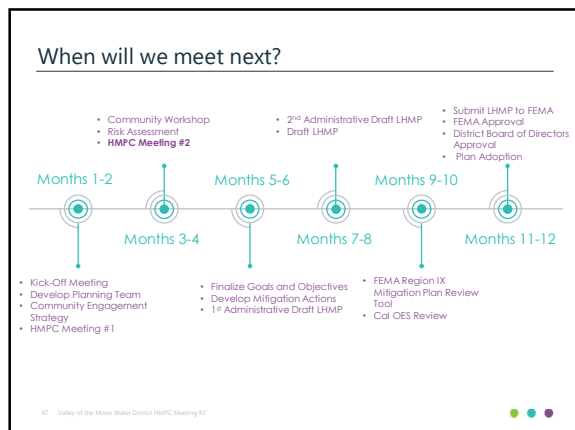 When will we meet next?
• Community Workshop
• Risk Assessment
• HMPC Meeting #2
• 2nd Administrative Draft LHMP
• Draft LHMP
• Submit LHMP to FEMA
• FEMA Approval
• District Board of Directors
Approval
• Plan Adoption
Months 1-2
Months 5-6
Months 9-10
Months 3-4
Months 7-8
Months 11-12
• Kick-Off Meeting
• Develop Planning Team
• Community Engagement
Strategy
• HMPC Meeting #1
• Finalize Goals and Objectives
• Develop Mitigation Actions
• 1st Administrative Draft LHMP
• FEMA Region IX
Mitigation Plan Review
Tool
• Cal OES Review
Valley of the Moon Water District HMPC Meeting #2